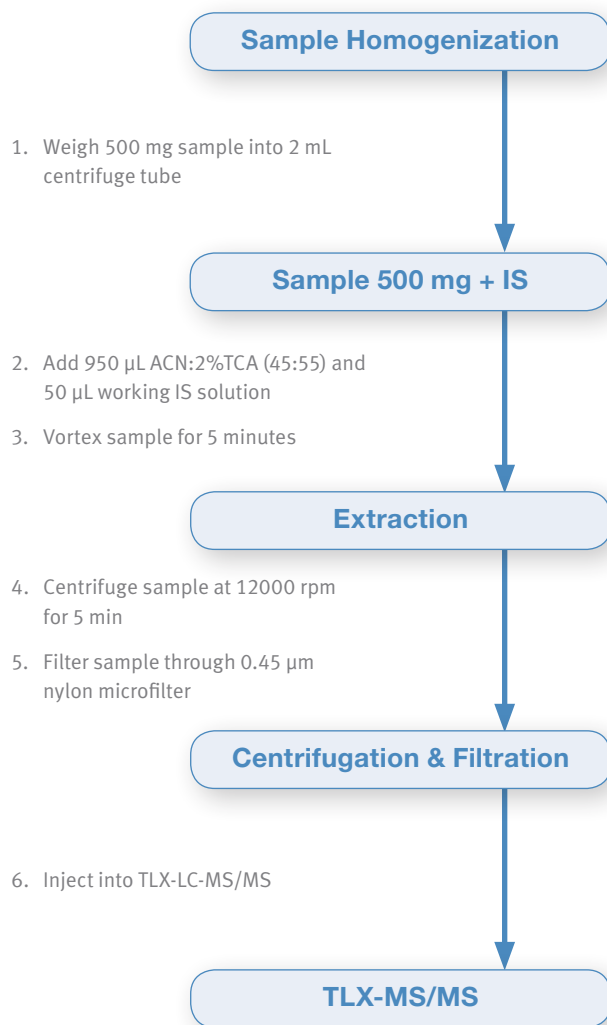 Sample Homogenization
1. Weigh 500 mg sample into 2 mL
centrifuge tube
Sample 500 mg + IS
2. Add 950 µL ACN:2%TCA (45:55) and
50 µL working IS solution
3. Vortex sample for 5 minutes
Extraction
4. Centrifuge sample at 12000 rpm
for 5 min
5. Filter sample through 0.45 µm
nylon microfilter
Centrifugation & Filtration
6. Inject into TLX-LC-MS/MS
TLX-MS/MS